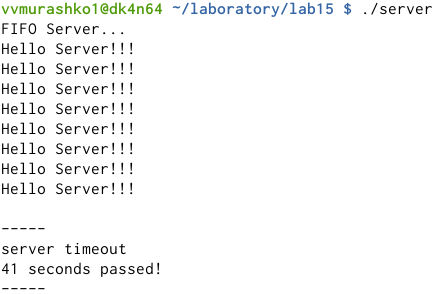 vvmurashko1@dk4n64 ~/laboratory/lab15 $ ./server
FIFO Server...
Hello Server!!!
Hello Server!!!
Hello Server!!!
Hello Server!!!
Hello Server!!!
Hello Server!!!
Hello Server!!!
Hello Server!!!

-----
server timeout
41 seconds passed!
-----